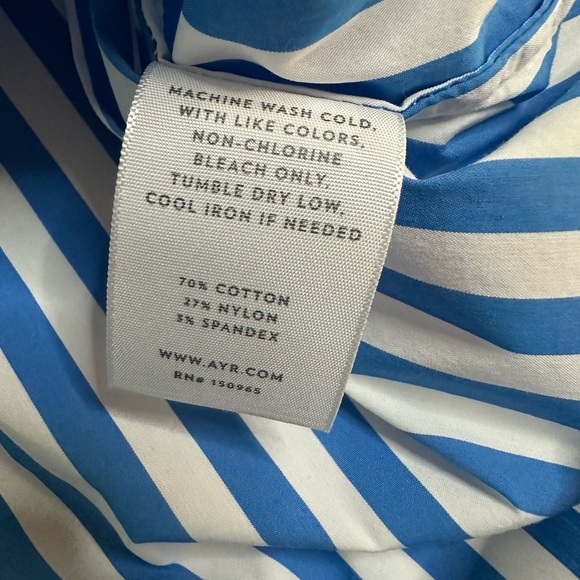 MACHINE WASH COLD,
WITH LIKE COLORS,
NON-CHLORINE
BLEACH ONLY,
TUMBLE DRY LOW,
COOL IRON IF NEEDED
70% COTTON
27% NYLON
3% SPANDEX
WWW.AYR.COM
RN# 150965